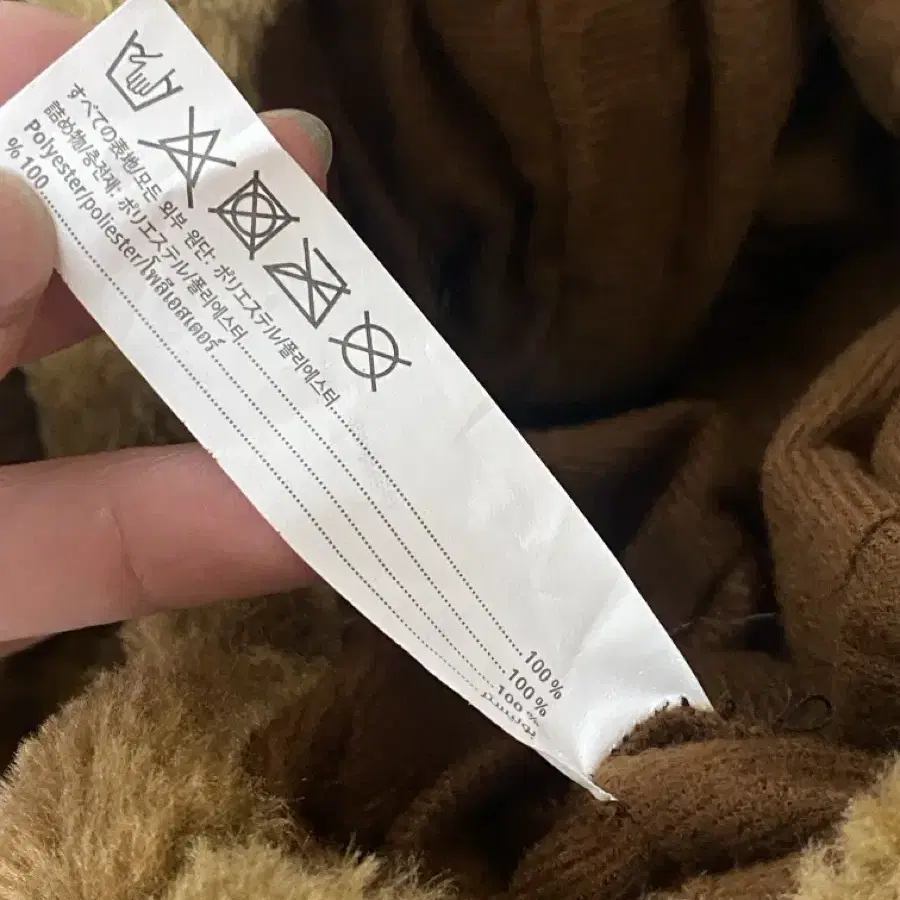 すべての表地/모든 외부 원단: ポリエステル/폴리에스터 100%
詰め物/충전재: ポリエステル/폴리에스터 100%
Polyester/poliester/โพลีเอสเตอร์ 100%
% 100